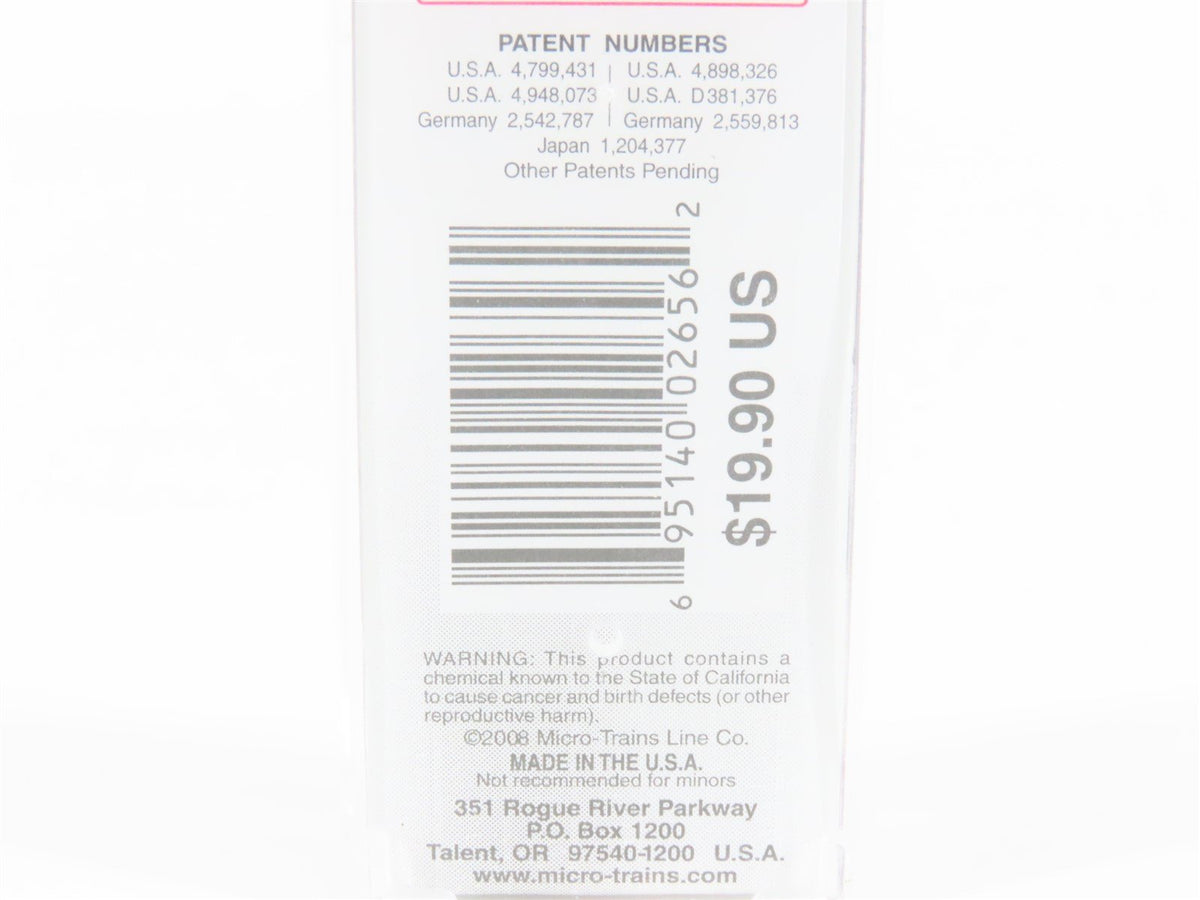 PATENT NUMBERS
U.S.A. 4,799,431 | U.S.A. 4,898,326
U.S.A. 4,948,073 | U.S.A. D381,376
Germany 2,542,787 | Germany 2,559,813
Japan 1,204,377
Other Patents Pending
6 95140 02656 2
$19.90 US
WARNING: This product contains a
chemical known to the State of California
to cause cancer and birth defects (or other
reproductive harm).
©2008 Micro-Trains Line Co.
MADE IN THE U.S.A.
Not recommended for minors
351 Rogue River Parkway
P.O. Box 1200
Talent, OR 97540-1200 U.S.A.
www.micro-trains.com